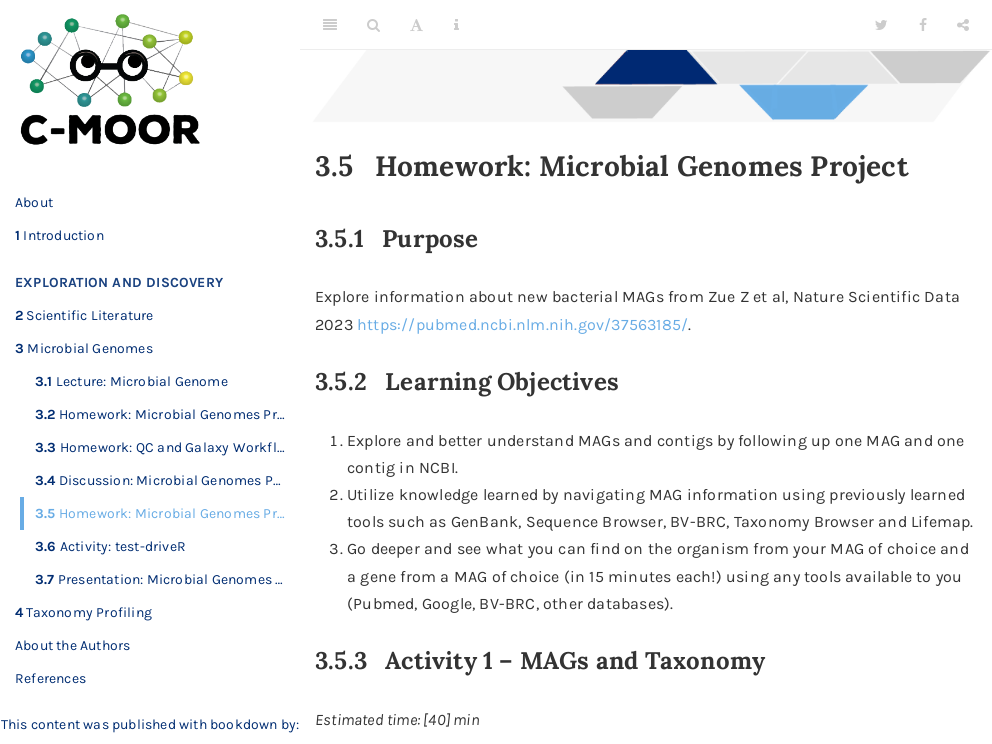 C-MOOR
About
1 Introduction
EXPLORATION AND DISCOVERY
2 Scientific Literature
3 Microbial Genomes
3.1 Lecture: Microbial Genome
3.2 Homework: Microbial Genomes Pr…
3.3 Homework: QC and Galaxy Workfl…
3.4 Discussion: Microbial Genomes P…
3.5 Homework: Microbial Genomes Pr…
3.6 Activity: test-driveR
3.7 Presentation: Microbial Genomes …
4 Taxonomy Profiling
About the Authors
References
This content was published with bookdown by:
3.5 Homework: Microbial Genomes Project
3.5.1 Purpose
Explore information about new bacterial MAGs from Zue Z et al, Nature Scientific Data
2023 https://pubmed.ncbi.nlm.nih.gov/37563185/.
3.5.2 Learning Objectives
1. Explore and better understand MAGs and contigs by following up one MAG and one
contig in NCBI.
2. Utilize knowledge learned by navigating MAG information using previously learned
tools such as GenBank, Sequence Browser, BV-BRC, Taxonomy Browser and Lifemap.
3. Go deeper and see what you can find on the organism from your MAG of choice and
a gene from a MAG of choice (in 15 minutes each!) using any tools available to you
(Pubmed, Google, BV-BRC, other databases).
3.5.3 Activity 1 – MAGs and Taxonomy
Estimated time: [40] min